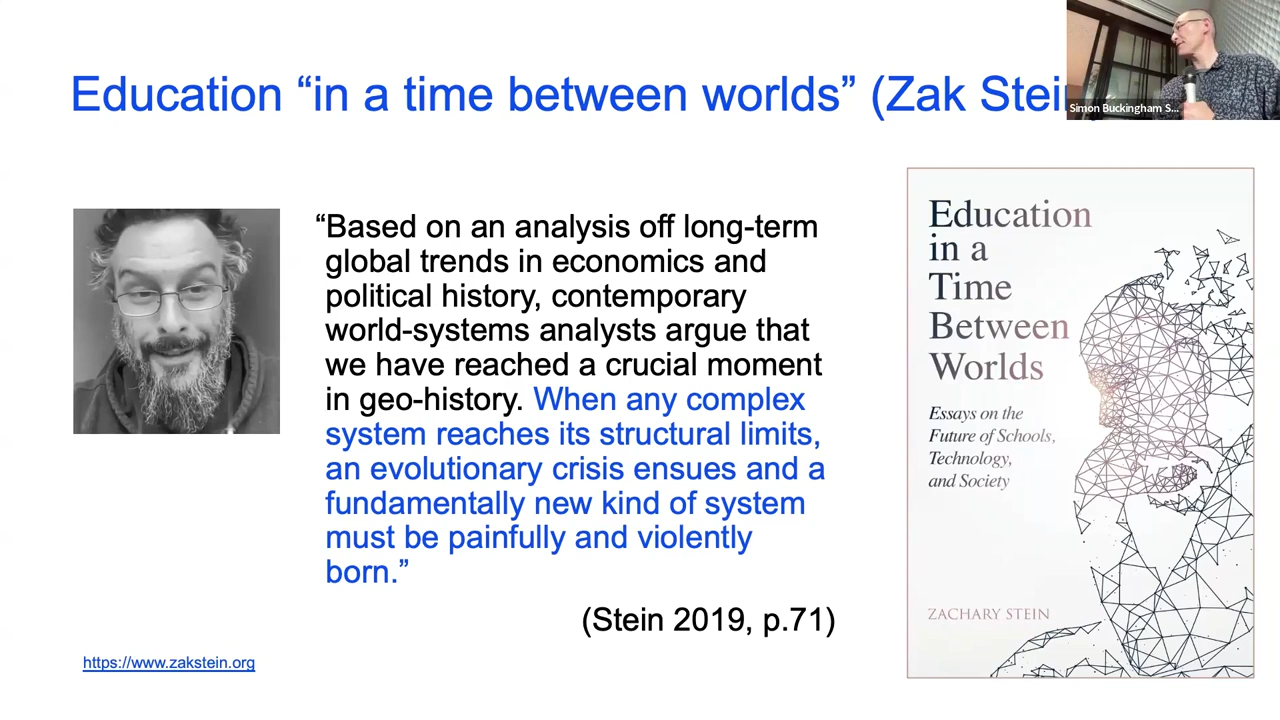 Education “in a time between worlds” (Zak Stei
Simon Buckingham S...
“Based on an analysis off long-term
global trends in economics and
political history, contemporary
world-systems analysts argue that
we have reached a crucial moment
in geo-history. When any complex
system reaches its structural limits,
an evolutionary crisis ensues and a
fundamentally new kind of system
must be painfully and violently
born.”
(Stein 2019, p.71)
https://www.zakstein.org
Education
in a
Time
Between
Worlds
Essays on the
Future of Schools,
Technology,
and Society
ZACHARY STEIN